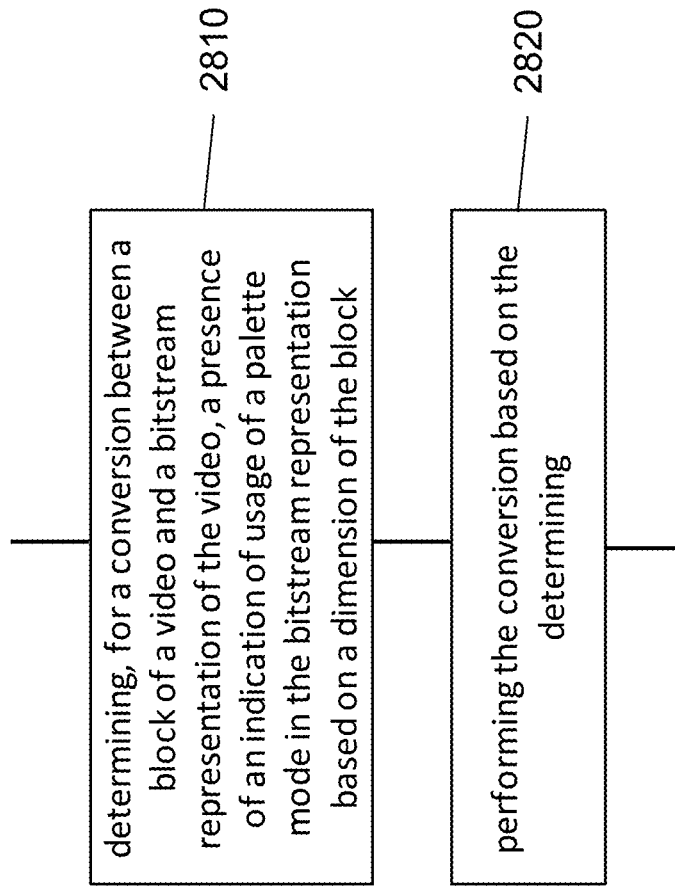 determining, for a conversion between a
block of a video and a bitstream
representation of the video, a presence
of an indication of usage of a palette
mode in the bitstream representation
based on a dimension of the block
2810
performing the conversion based on the
determining
2820